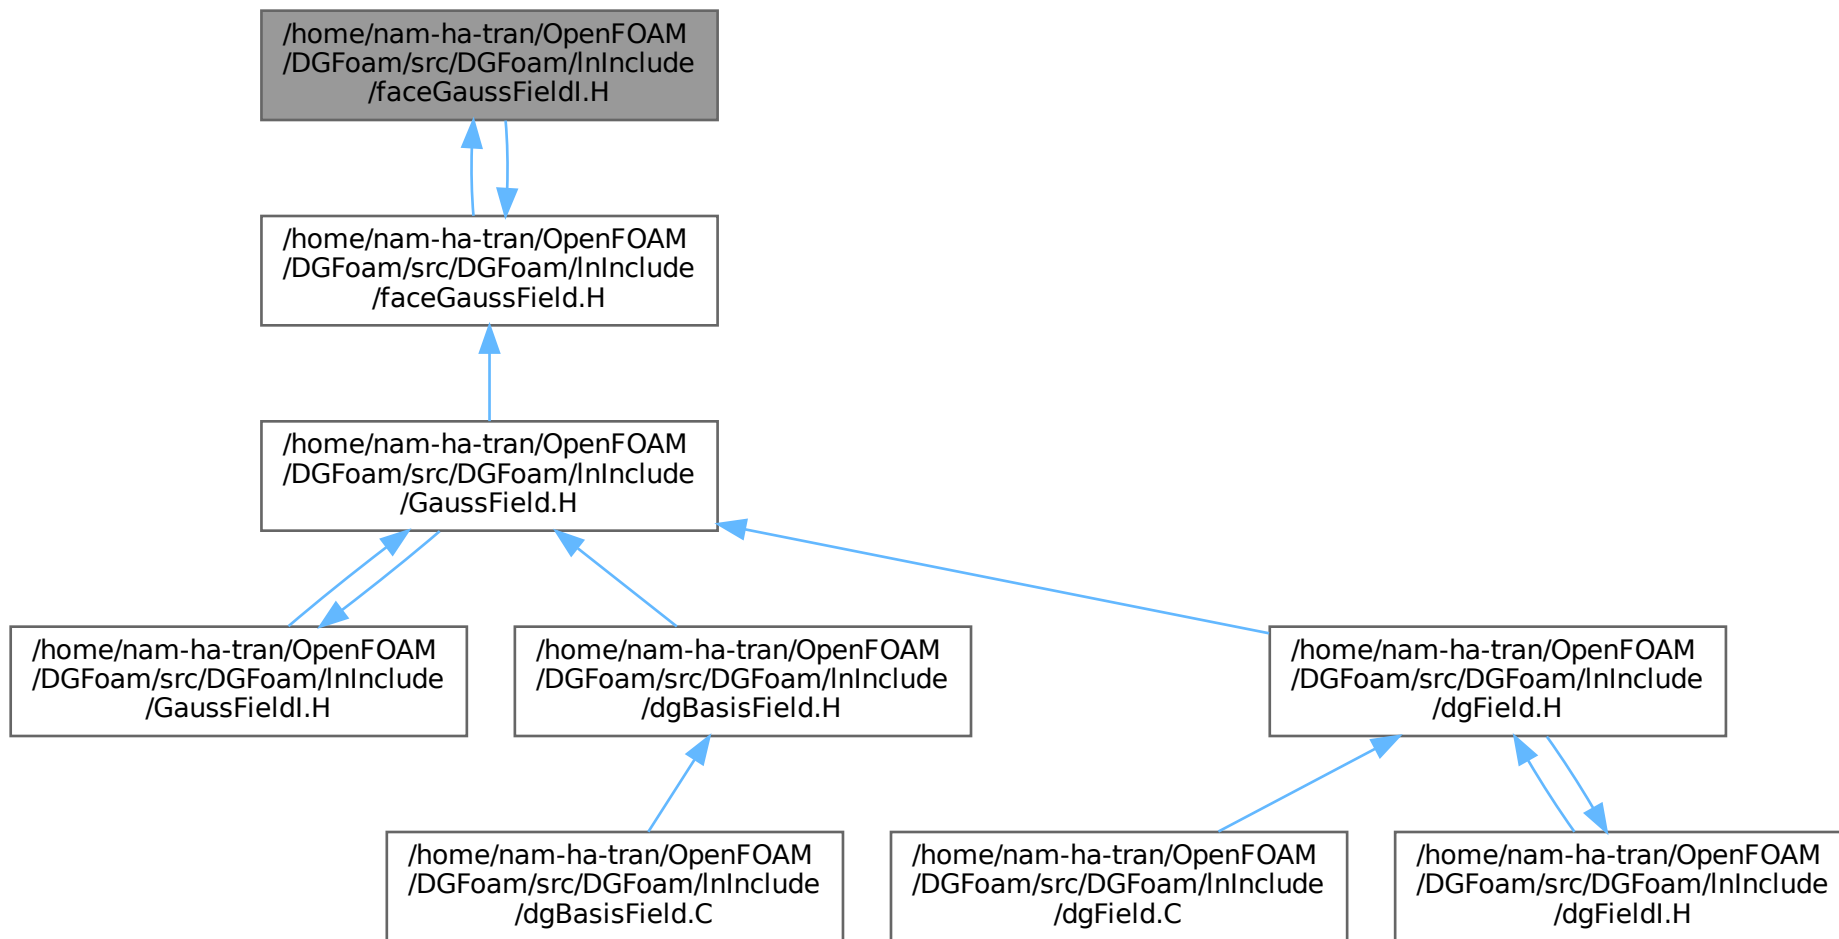 /home/nam-ha-tran/OpenFOAM
/DGFoam/src/DGFoam/lnInclude
/faceGaussFieldI.H
/home/nam-ha-tran/OpenFOAM
/DGFoam/src/DGFoam/lnInclude
/faceGaussField.H
/home/nam-ha-tran/OpenFOAM
/DGFoam/src/DGFoam/lnInclude
/GaussField.H
/home/nam-ha-tran/OpenFOAM
/DGFoam/src/DGFoam/lnInclude
/GaussFieldI.H
/home/nam-ha-tran/OpenFOAM
/DGFoam/src/DGFoam/lnInclude
/dgBasisField.H
/home/nam-ha-tran/OpenFOAM
/DGFoam/src/DGFoam/lnInclude
/dgField.H
/home/nam-ha-tran/OpenFOAM
/DGFoam/src/DGFoam/lnInclude
/dgBasisField.C
/home/nam-ha-tran/OpenFOAM
/DGFoam/src/DGFoam/lnInclude
/dgField.C
/home/nam-ha-tran/OpenFOAM
/DGFoam/src/DGFoam/lnInclude
/dgFieldI.H